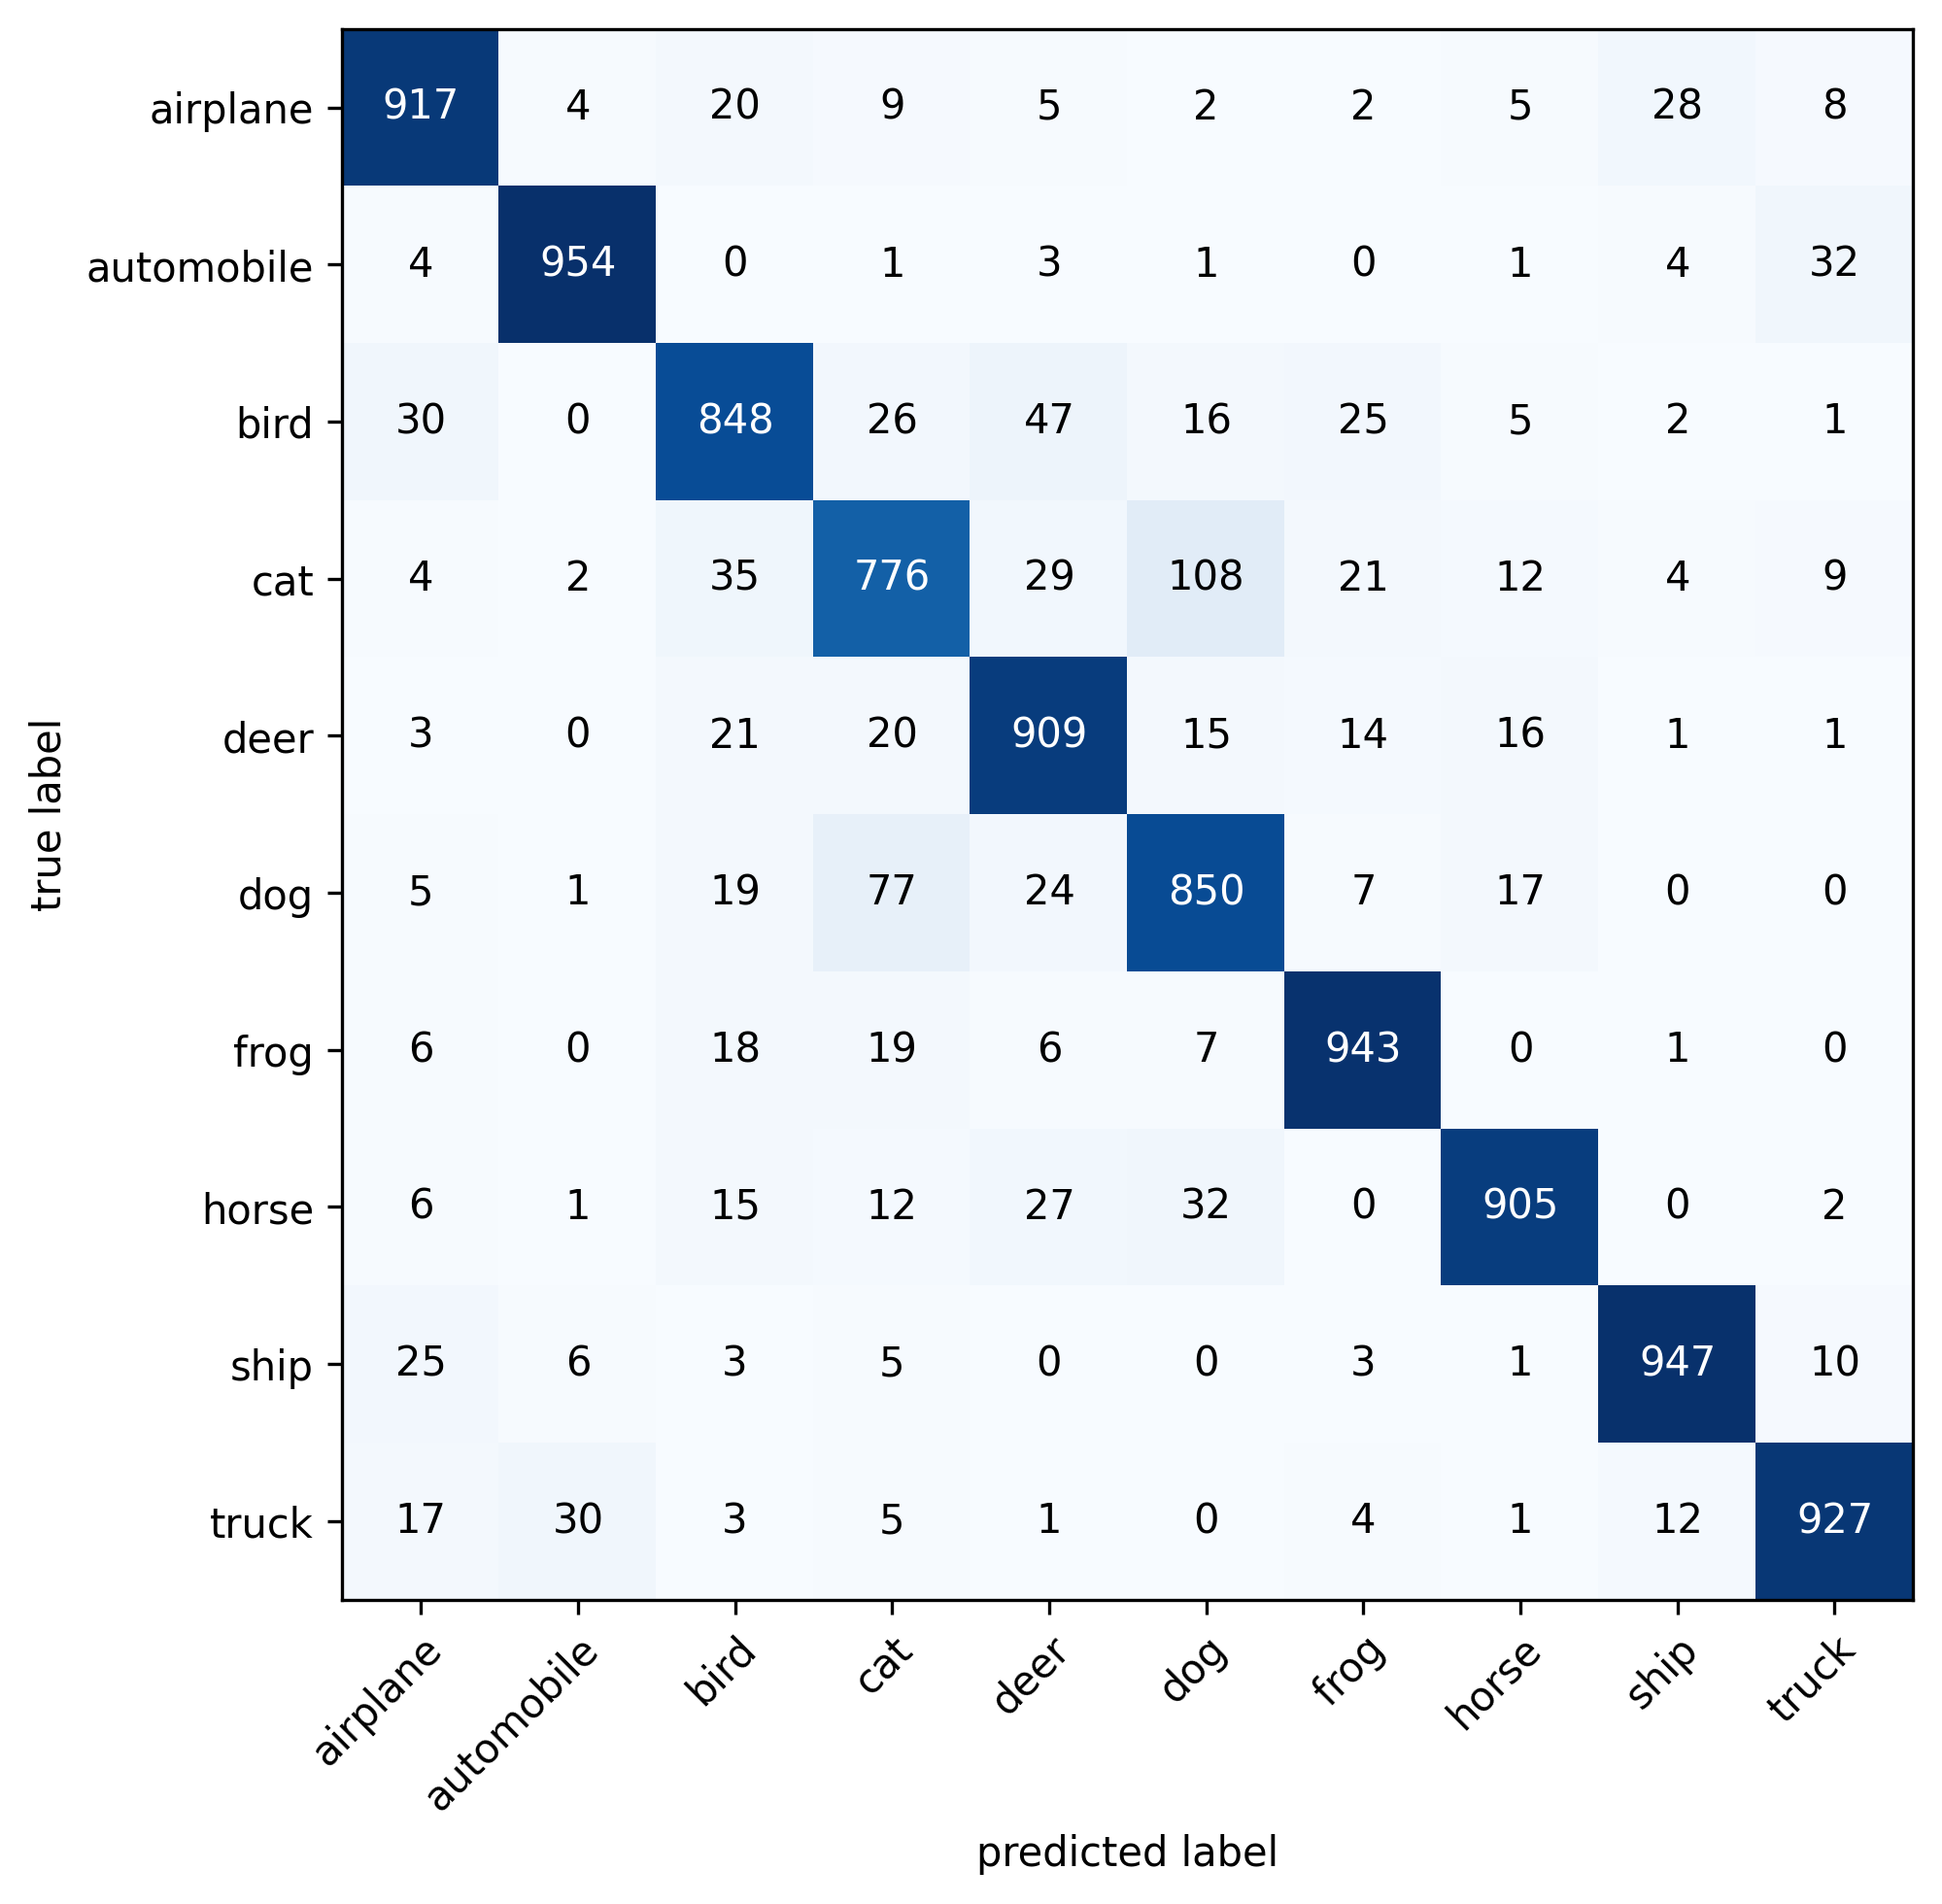 airplane 917 4 20 9 5 2 2 5 28 8
automobile 4 954 0 1 3 1 0 1 4 32
bird 30 0 848 26 47 16 25 5 2 1
cat 4 2 35 776 29 108 21 12 4 9
deer 3 0 21 20 909 15 14 16 1 1
dog 5 1 19 77 24 850 7 17 0 0
frog 6 0 18 19 6 7 943 0 1 0
horse 6 1 15 12 27 32 0 905 0 2
ship 25 6 3 5 0 0 3 1 947 10
truck 17 30 3 5 1 0 4 1 12 927
true label
airplane automobile bird cat deer dog frog horse ship truck
predicted label